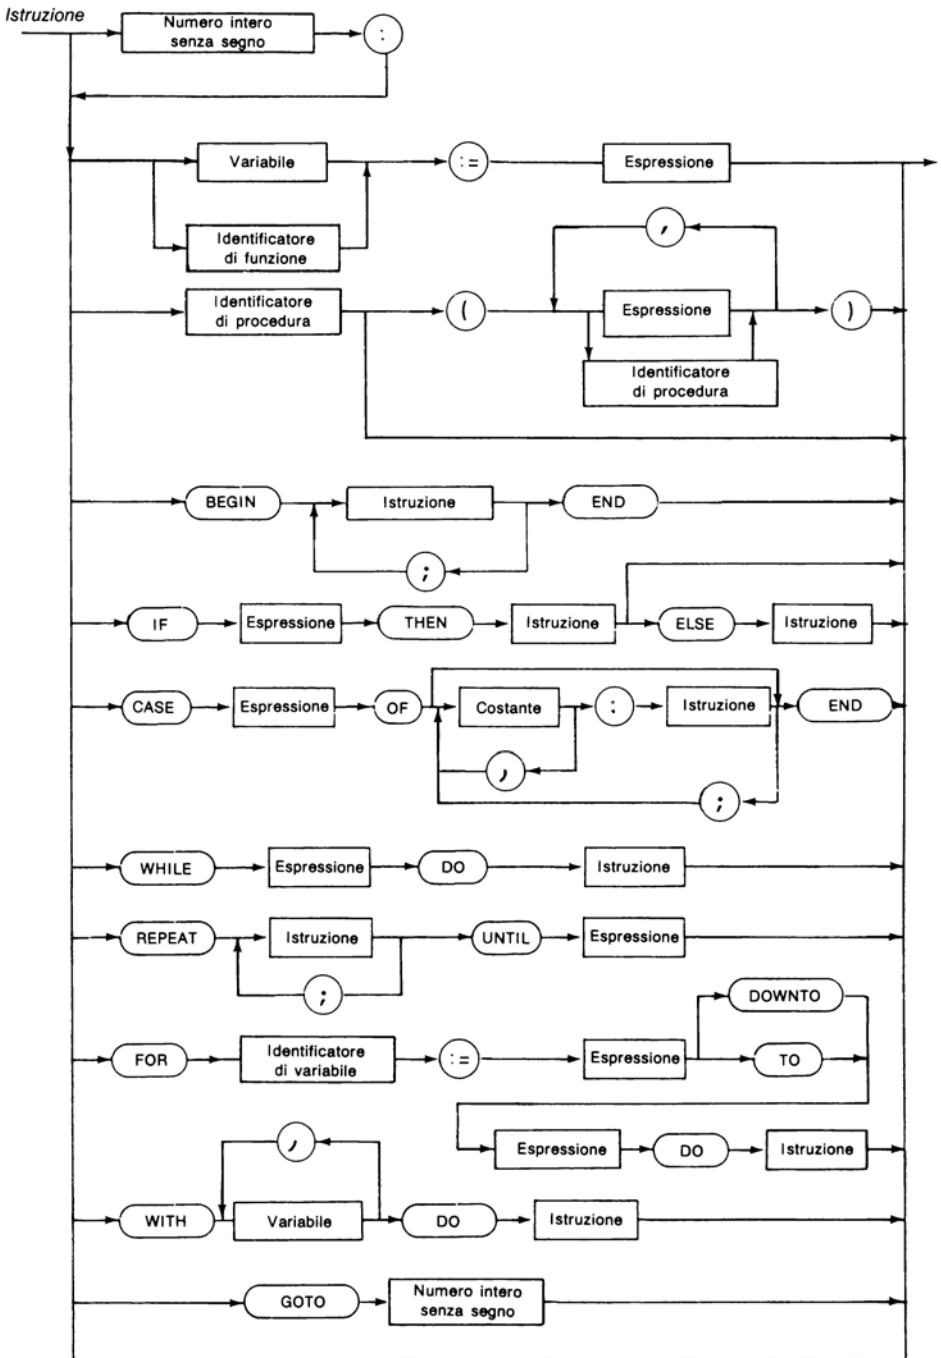 Istruzione
Numero intero
senza segno
:
Variabile
:=
Espressione
Identificatore
di funzione
,
Identificatore
di procedura
(
Espressione
)
Identificatore
di procedura
BEGIN
Istruzione
END
;
IF
Espressione
THEN
Istruzione
ELSE
Istruzione
CASE
Espressione
OF
Costante
:
Istruzione
END
,
;
WHILE
Espressione
DO
Istruzione
REPEAT
Istruzione
UNTIL
Espressione
;
DOWNTO
FOR
Identificatore
di variabile
:=
Espressione
TO
Espressione
DO
Istruzione
,
WITH
Variabile
DO
Istruzione
GOTO
Numero intero
senza segno